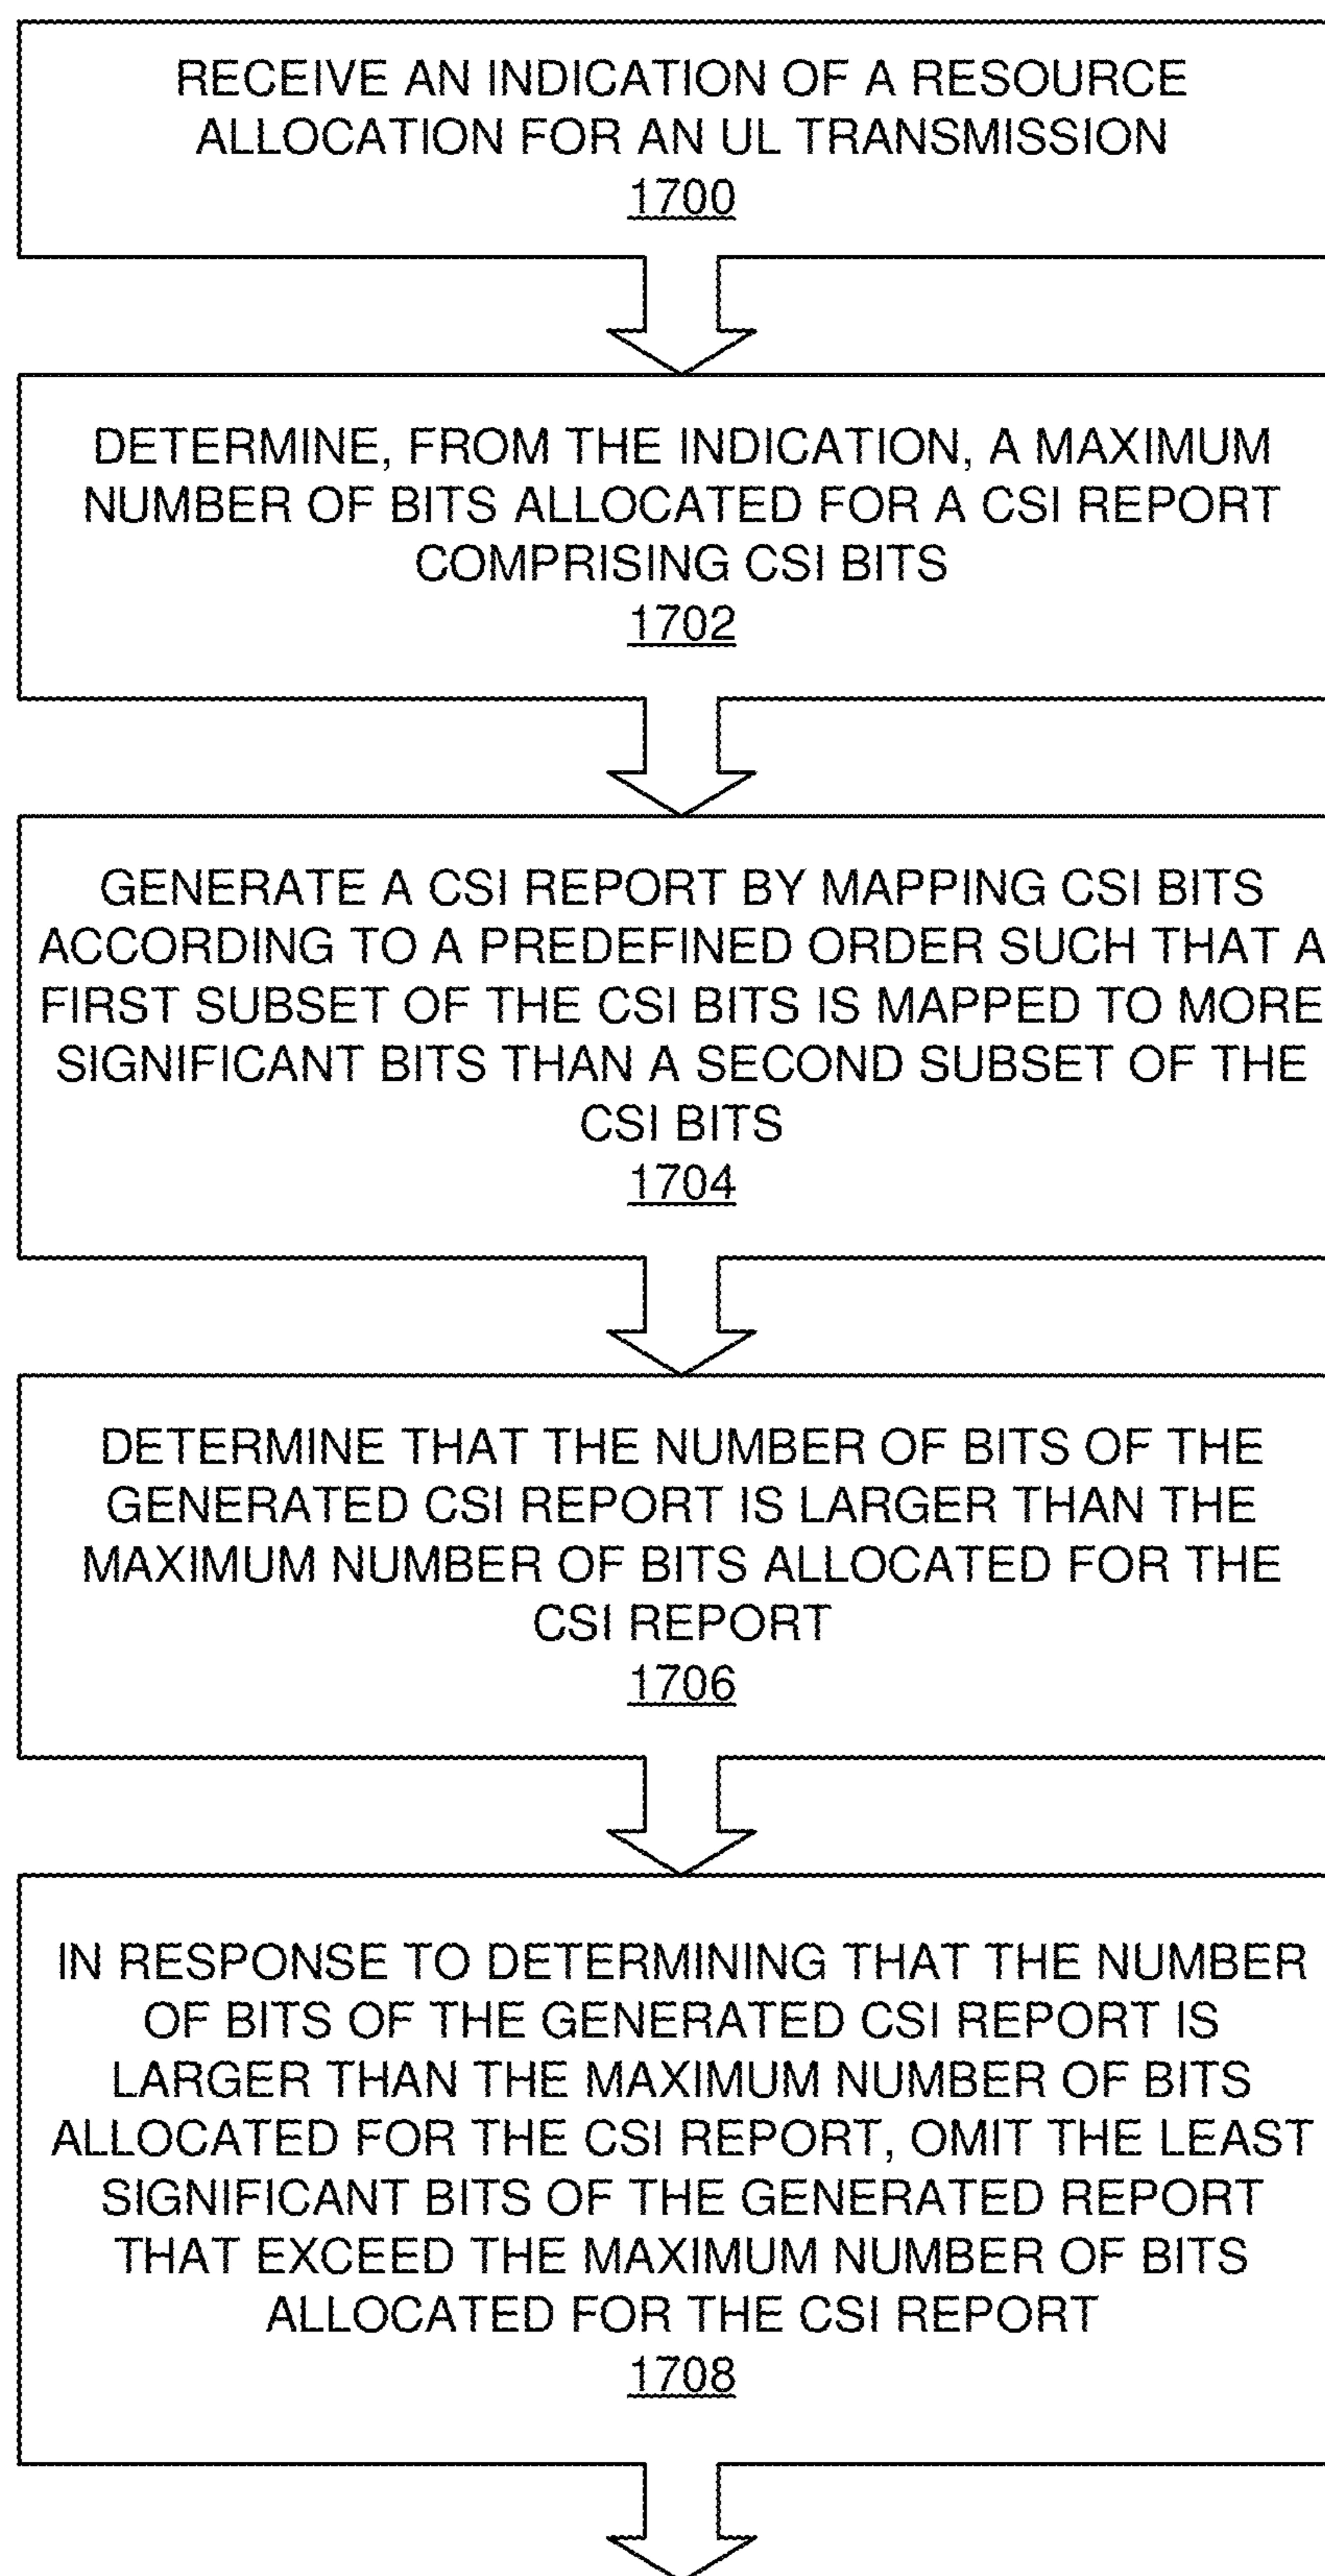 RECEIVE AN INDICATION OF A RESOURCE
ALLOCATION FOR AN UL TRANSMISSION
1700
DETERMINE, FROM THE INDICATION, A MAXIMUM
NUMBER OF BITS ALLOCATED FOR A CSI REPORT
COMPRISING CSI BITS
1702
GENERATE A CSI REPORT BY MAPPING CSI BITS
ACCORDING TO A PREDEFINED ORDER SUCH THAT A
FIRST SUBSET OF THE CSI BITS IS MAPPED TO MORE
SIGNIFICANT BITS THAN A SECOND SUBSET OF THE
CSI BITS
1704
DETERMINE THAT THE NUMBER OF BITS OF THE
GENERATED CSI REPORT IS LARGER THAN THE
MAXIMUM NUMBER OF BITS ALLOCATED FOR THE
CSI REPORT
1706
IN RESPONSE TO DETERMINING THAT THE NUMBER
OF BITS OF THE GENERATED CSI REPORT IS
LARGER THAN THE MAXIMUM NUMBER OF BITS
ALLOCATED FOR THE CSI REPORT, OMIT THE LEAST
SIGNIFICANT BITS OF THE GENERATED REPORT
THAT EXCEED THE MAXIMUM NUMBER OF BITS
ALLOCATED FOR THE CSI REPORT
1708